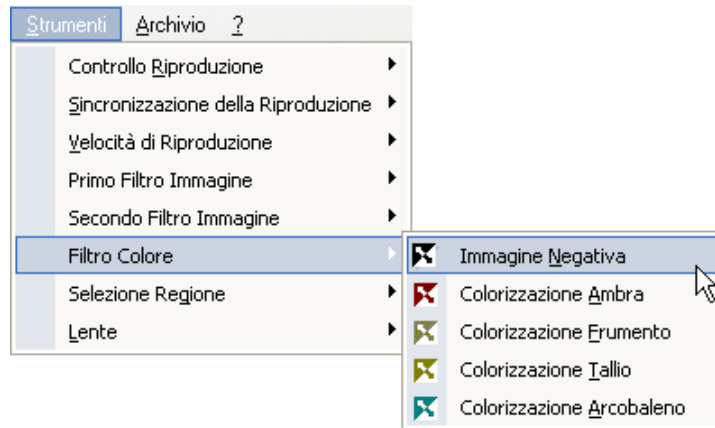 Strumenti Archivio ?
Controllo Riproduzione
Sincronizzazione della Riproduzione
Velocità di Riproduzione
Primo Filtro Immagine
Secondo Filtro Immagine
Filtro Colore
Selezione Regione
Lente
Immagine Negativa
Colorizzazione Ambra
Colorizzazione Frumento
Colorizzazione Tallio
Colorizzazione Arcobaleno